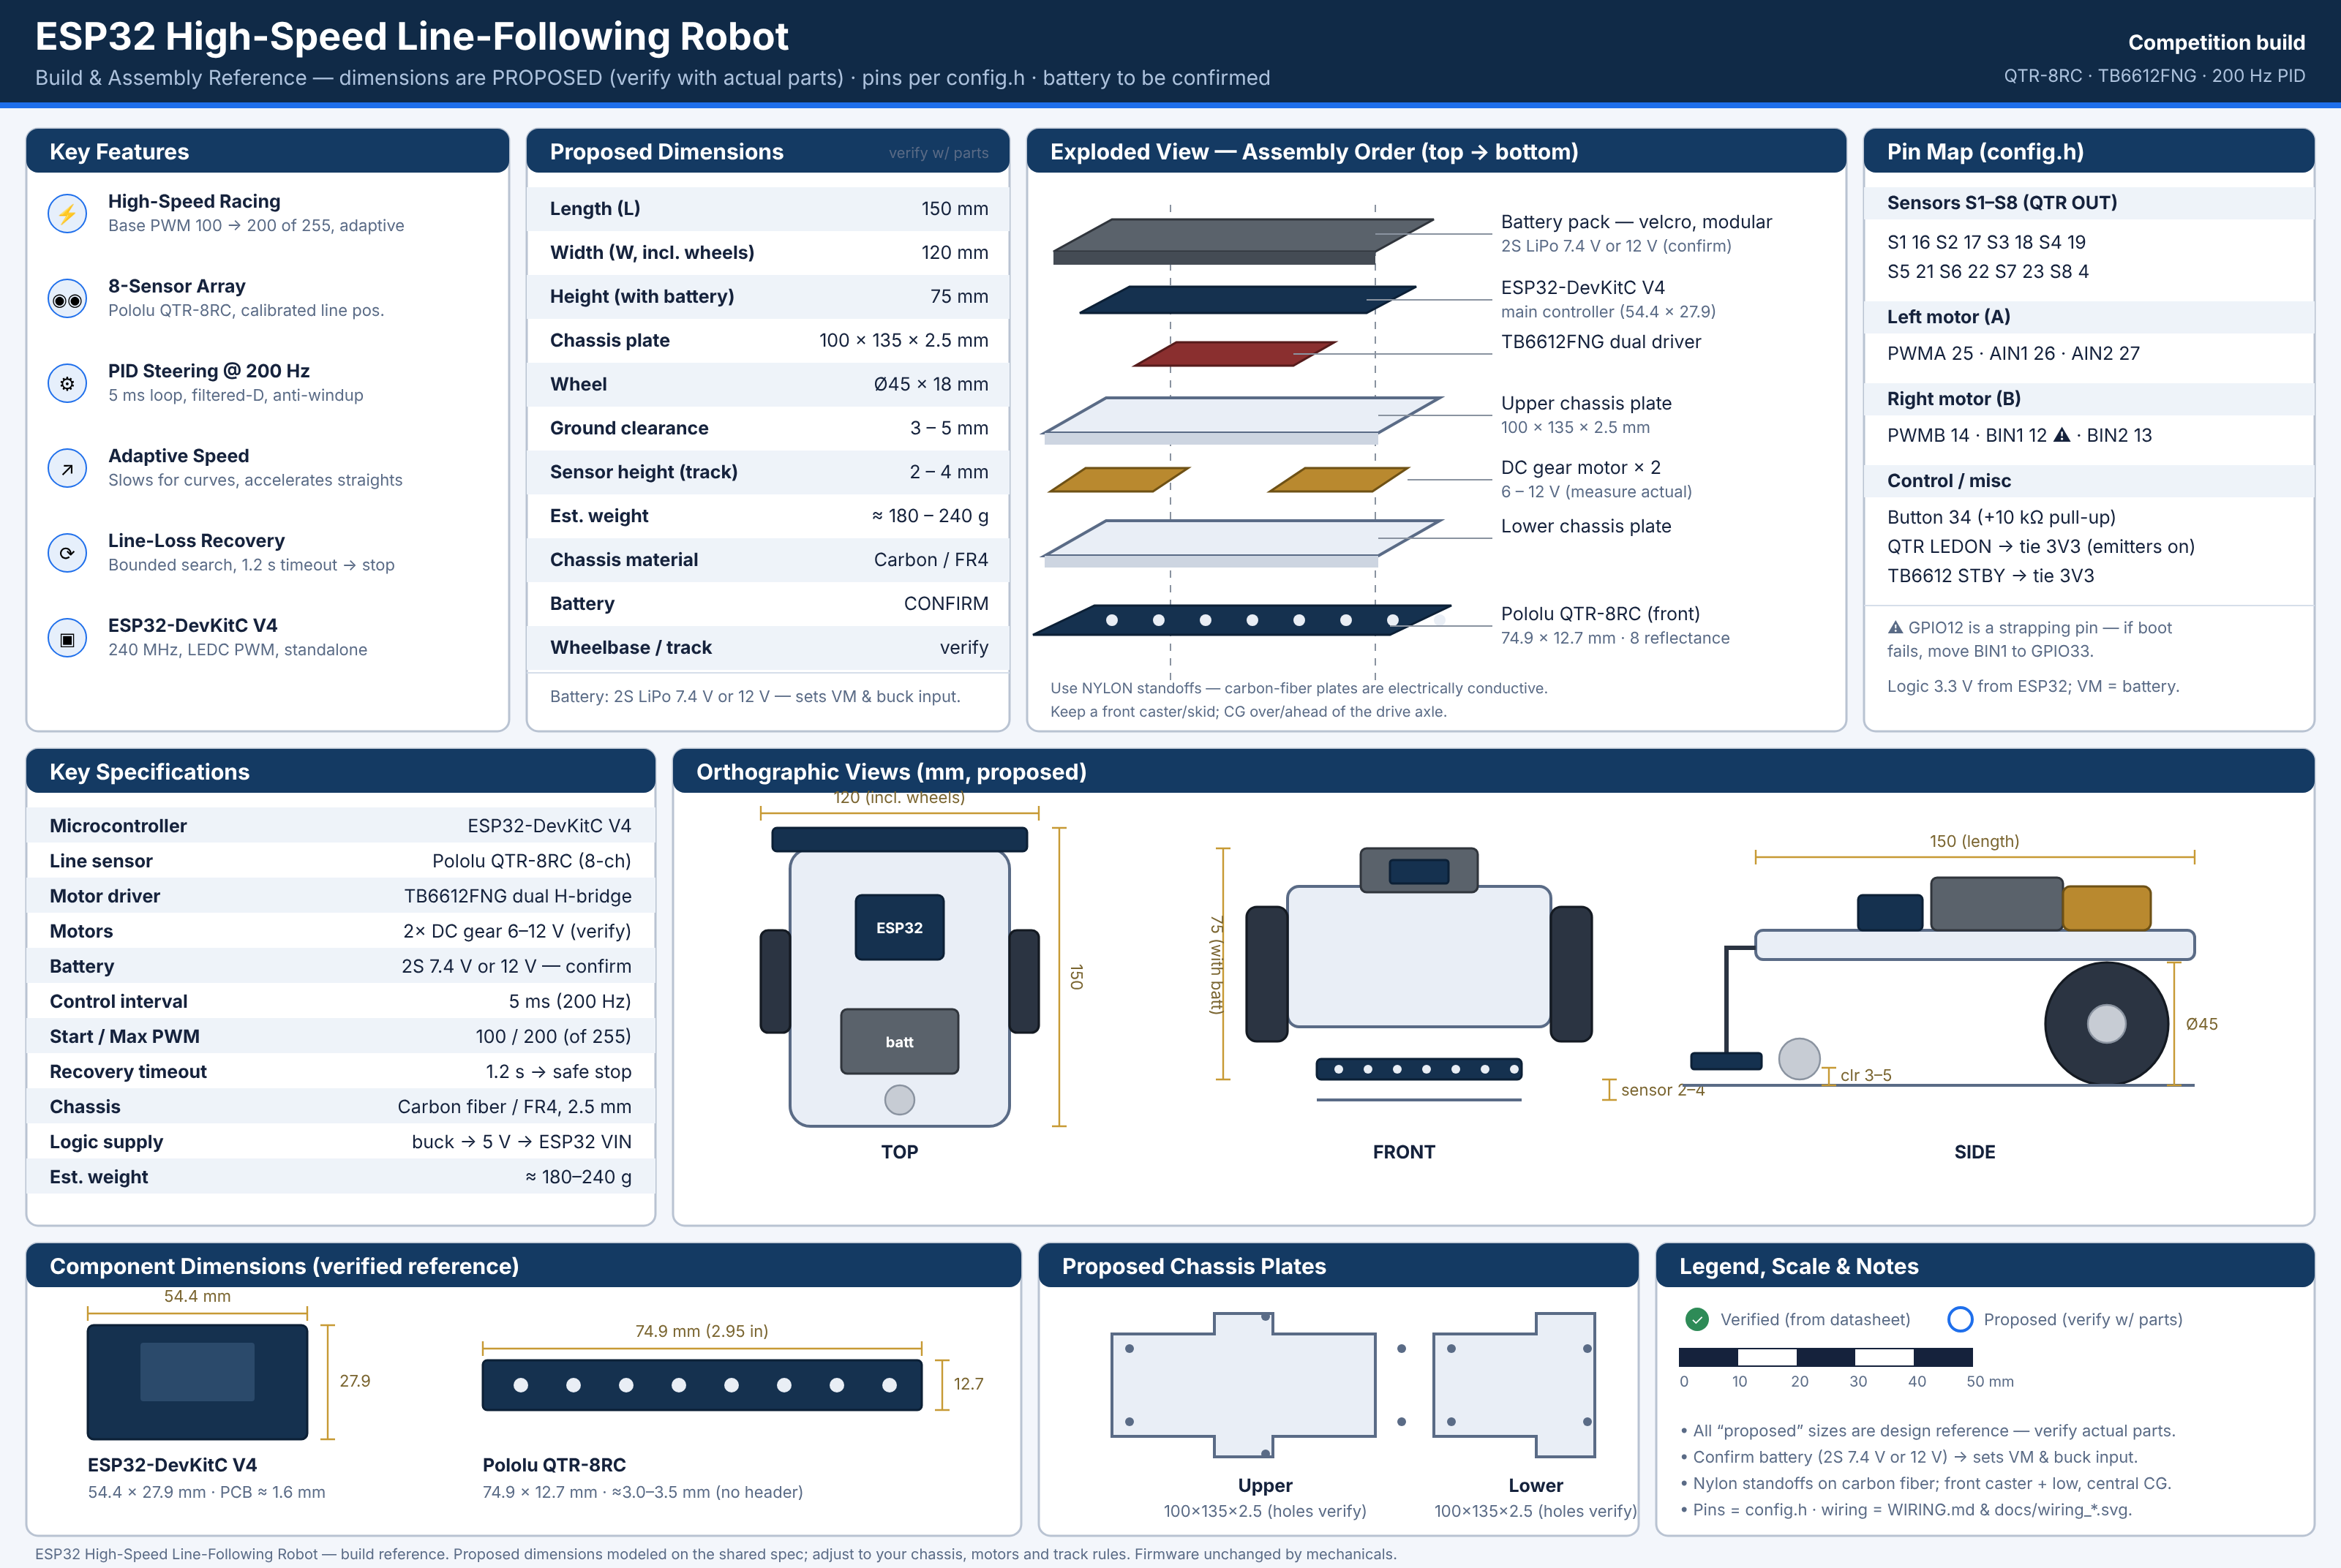 ESP32 High-Speed Line-Following Robot
Build & Assembly Reference — dimensions are PROPOSED (verify with actual parts) · pins per config.h · battery to be confirmed
Competition build
QTR-8RC · TB6612FNG · 200 Hz PID
Key Features
High-Speed Racing
Base PWM 100 → 200 of 255, adaptive
8-Sensor Array
Pololu QTR-8RC, calibrated line pos.
PID Steering @ 200 Hz
5 ms loop, filtered-D, anti-windup
Adaptive Speed
Slows for curves, accelerates straights
Line-Loss Recovery
Bounded search, 1.2 s timeout → stop
ESP32-DevKitC V4
240 MHz, LEDC PWM, standalone
Proposed Dimensions verify w/ parts
Length (L) 150 mm
Width (W, incl. wheels) 120 mm
Height (with battery) 75 mm
Chassis plate 100 × 135 × 2.5 mm
Wheel Ø45 × 18 mm
Ground clearance 3 – 5 mm
Sensor height (track) 2 – 4 mm
Est. weight ≈ 180 – 240 g
Chassis material Carbon / FR4
Battery CONFIRM
Wheelbase / track verify
Battery: 2S LiPo 7.4 V or 12 V — sets VM & buck input.
Exploded View — Assembly Order (top → bottom)
Battery pack — velcro, modular
2S LiPo 7.4 V or 12 V (confirm)
ESP32-DevKitC V4
main controller (54.4 × 27.9)
TB6612FNG dual driver
Upper chassis plate
100 × 135 × 2.5 mm
DC gear motor × 2
6 – 12 V (measure actual)
Lower chassis plate
Pololu QTR-8RC (front)
74.9 × 12.7 mm · 8 reflectance
Use NYLON standoffs — carbon-fiber plates are electrically conductive.
Keep a front caster/skid; CG over/ahead of the drive axle.
Pin Map (config.h)
Sensors S1–S8 (QTR OUT)
S1 16 S2 17 S3 18 S4 19
S5 21 S6 22 S7 23 S8 4
Left motor (A)
PWMA 25 · AIN1 26 · AIN2 27
Right motor (B)
PWMB 14 · BIN1 12 ⚠ · BIN2 13
Control / misc
Button 34 (+10 kΩ pull-up)
QTR LEDON → tie 3V3 (emitters on)
TB6612 STBY → tie 3V3
⚠ GPIO12 is a strapping pin — if boot
fails, move BIN1 to GPIO33.
Logic 3.3 V from ESP32; VM = battery.
Key Specifications
Microcontroller ESP32-DevKitC V4
Line sensor Pololu QTR-8RC (8-ch)
Motor driver TB6612FNG dual H-bridge
Motors 2× DC gear 6–12 V (verify)
Battery 2S 7.4 V or 12 V — confirm
Control interval 5 ms (200 Hz)
Start / Max PWM 100 / 200 (of 255)
Recovery timeout 1.2 s → safe stop
Chassis Carbon fiber / FR4, 2.5 mm
Logic supply buck → 5 V → ESP32 VIN
Est. weight ≈ 180–240 g
Orthographic Views (mm, proposed)
120 (incl. wheels)
ESP32
batt
150
TOP
75 (with batt)
sensor 2–4
FRONT
150 (length)
Ø45
clr 3–5
SIDE
Component Dimensions (verified reference)
54.4 mm
27.9
ESP32-DevKitC V4
54.4 × 27.9 mm · PCB ≈ 1.6 mm
74.9 mm (2.95 in)
12.7
Pololu QTR-8RC
74.9 × 12.7 mm · ≈3.0–3.5 mm (no header)
Proposed Chassis Plates
Upper
100×135×2.5 (holes verify)
Lower
100×135×2.5 (holes verify)
Legend, Scale & Notes
Verified (from datasheet) Proposed (verify w/ parts)
0 10 20 30 40 50 mm
• All “proposed” sizes are design reference — verify actual parts.
• Confirm battery (2S 7.4 V or 12 V) → sets VM & buck input.
• Nylon standoffs on carbon fiber; front caster + low, central CG.
• Pins = config.h · wiring = WIRING.md & docs/wiring_*.svg.
ESP32 High-Speed Line-Following Robot — build reference. Proposed dimensions modeled on the shared spec; adjust to your chassis, motors and track rules. Firmware unchanged by mechanicals.